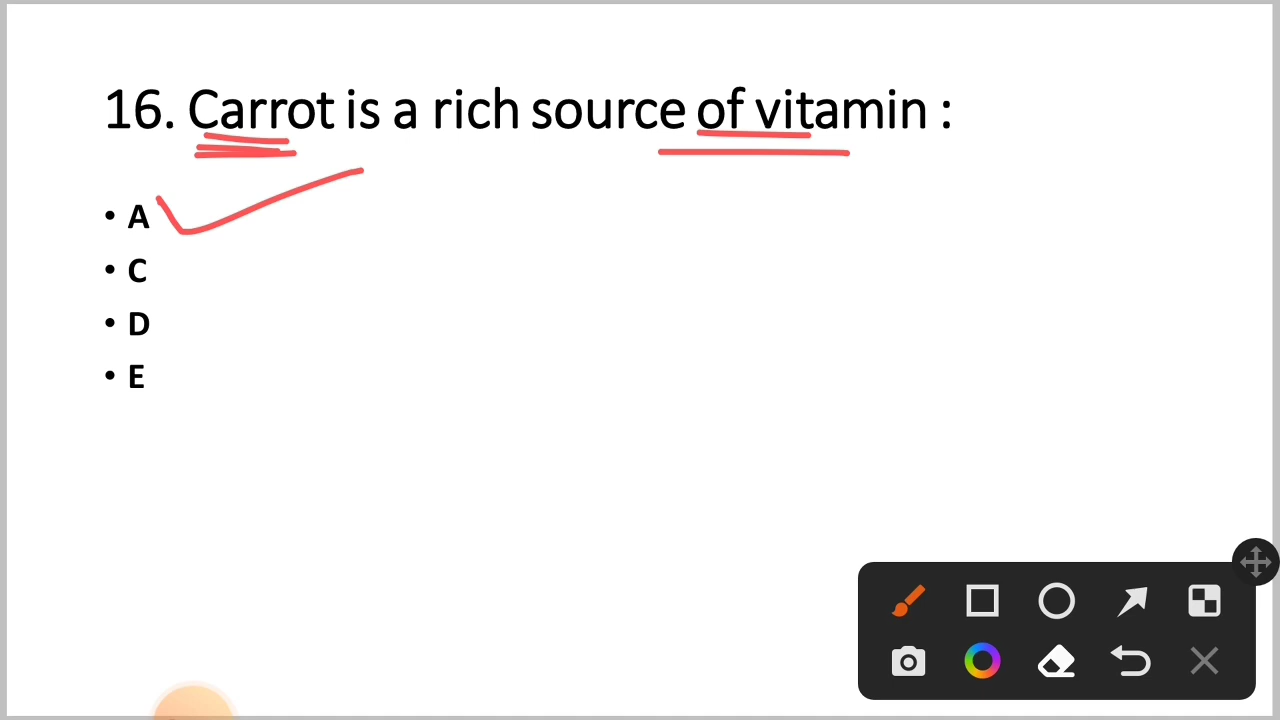 16. Carrot is a rich source of vitamin :
• A
• C
• D
• E